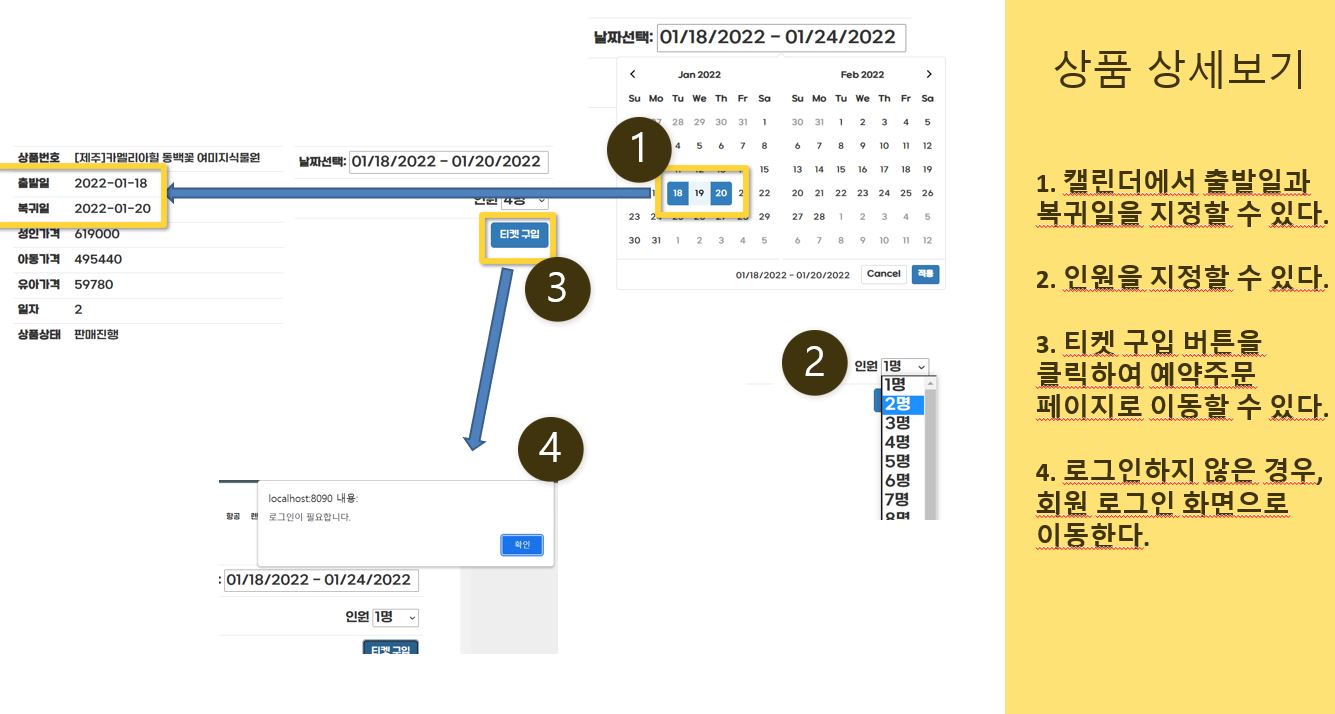 날짜선택: 01/18/2022 - 01/24/2022
Jan 2022
Su Mo Tu We Th Fr Sa
27 28 29 30 31 1
4 5 6 7 8
15
18 19 20 22
23 29
30 31 1 2 3 4 5
Feb 2022
Su Mo Tu We Th Fr Sa
30 31 1 2 3 4 5
6 7 8 9 10 11 12
13 14 15 16 17 18 19
20 21 22 23 24 25 26
27 28 1 2 3 4 5
6 7 8 9 10 11 12
01/18/2022 - 01/20/2022 Cancel 적용
1
상품번호 [제주]카멜리아힐 동백꽃 여미지식물원
출발일 2022-01-18
복귀일 2022-01-20
성인가격 619000
아동가격 495440
유아가격 59780
일자 2
상품상태 판매진행
날짜선택: 01/18/2022 - 01/20/2022
인원 4명
티켓 구입
3
2
인원 1명
1명
2명
3명
4명
5명
6명
7명
8명
4
localhost:8090 내용:
로그인이 필요합니다.
확인
항공
: 01/18/2022 - 01/24/2022
인원 1명
티켓 구입
상품 상세보기
1. 캘린더에서 출발일과
복귀일을 지정할 수 있다.
2. 인원을 지정할 수 있다.
3. 티켓 구입 버튼을
클릭하여 예약주문
페이지로 이동할 수 있다.
4. 로그인하지 않은 경우,
회원 로그인 화면으로
이동한다.